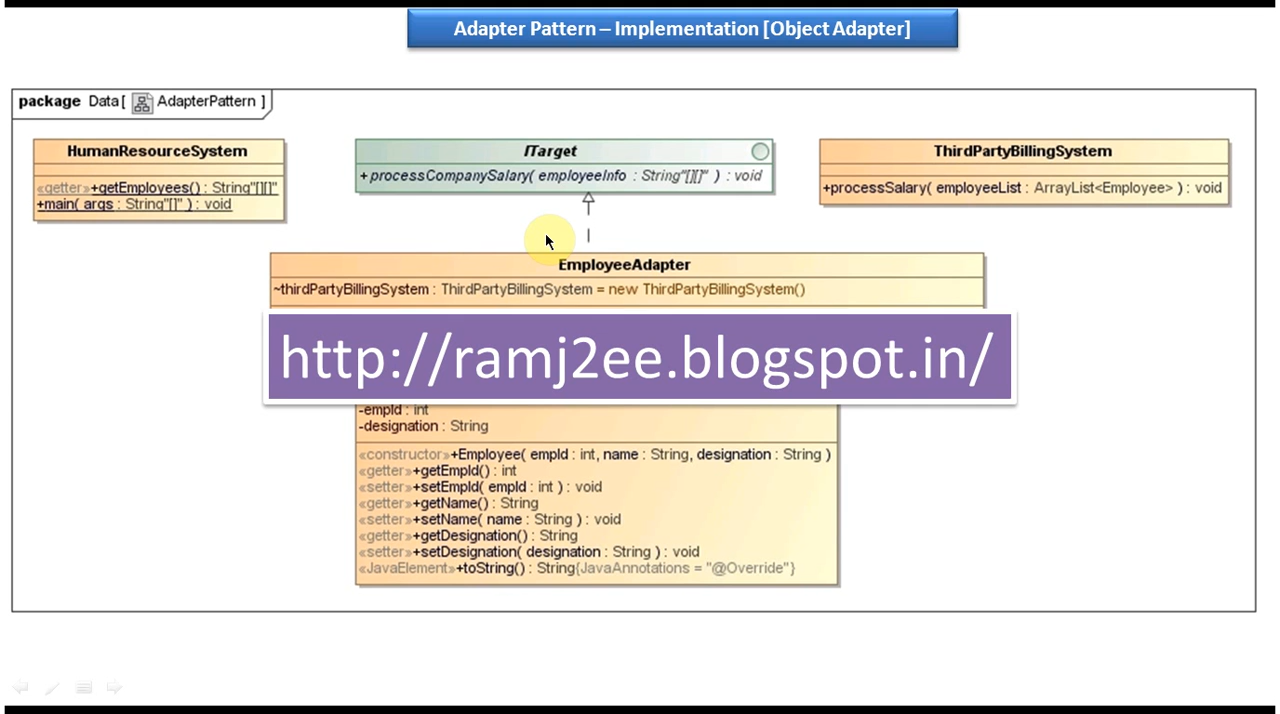 Adapter Pattern – Implementation [Object Adapter]
package Data[ AdapterPattern ]
HumanResourceSystem
«getter»+getEmployees() : String"[][]"
+main( args : String"[]" ) : void
ITarget
+processCompanySalary( employeeInfo : String"[][]" ) : void
ThirdPartyBillingSystem
+processSalary( employeeList : ArrayList<Employee> ) : void
EmployeeAdapter
~thirdPartyBillingSystem : ThirdPartyBillingSystem = new ThirdPartyBillingSystem()
http://ramj2ee.blogspot.in/
-empId : int
-designation : String
«constructor»+Employee( empId : int, name : String, designation : String )
«getter»+getEmpId() : int
«setter»+setEmpId( empId : int ) : void
«getter»+getName() : String
«setter»+setName( name : String ) : void
«getter»+getDesignation() : String
«setter»+setDesignation( designation : String ) : void
«JavaElement»+toString() : String{JavaAnnotations = "@Override"}